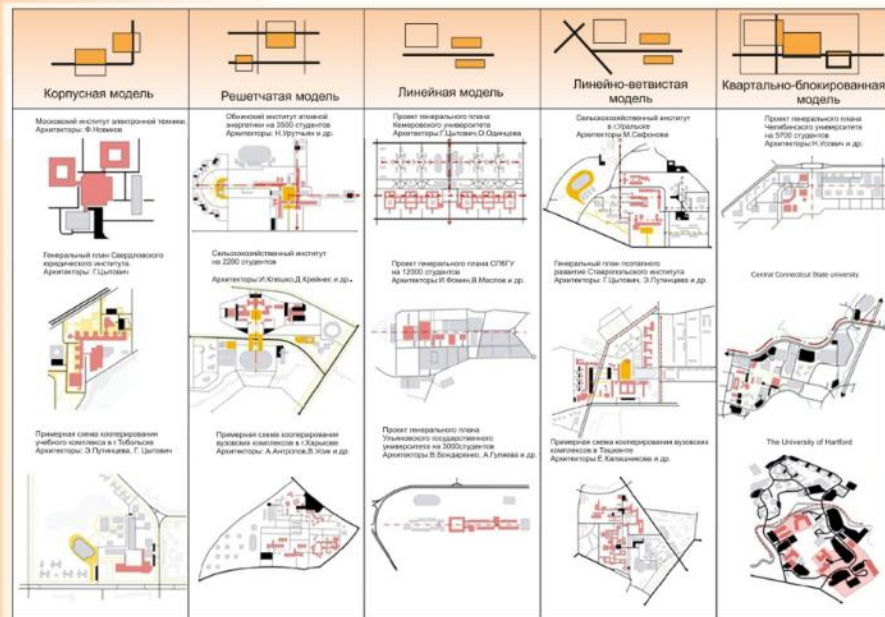 Корпусная модель
Решетчатая модель
Линейная модель
Линейно-ветвистая
модель
Квартально-блокированная
модель
Московский институт электронной техники.
Архитекторы: Ф.Новиков
Генеральный план Свердловского
юридического института.
Архитекторы: Г.Цытович
Примерная схема кооперирования
учебного комплекса в г.Тобольске
Архитекторы: Э.Путинцева, Г. Цытович
Обнинский институт атомной
энергетики на 3500 студентов
Архитекторы: Н.Урутчьян и др.
Сельскохозяйственный институт
на 2200 студентов
Архитекторы:И.Клешко,Д.Крейнес и др.
Примерная схема кооперирования
вузовских комплексов в г.Харькове
Архитекторы: А.Антропов,В.Усик и др.
Проект генерального плана
Кемеровского университета
Архитекторы:Г.Цытович,О.Одинцова
Проект генерального плана СПбГУ
на 12000 студентов
Архитекторы:И.Фомин,В.Маслов и др.
Проект генерального плана
Ульяновского государственного
университета на 3000студентов
Архитекторы:В.Бондаренко, А.Гуляева и др.
Сельскохозяйственный институт
в г.Уральске
Архитекторы М.Сафонова
Генеральный план поэтапного
развития Ставропольского института
Архитекторы: Г.Цытович, Э.Путинцева и др.
Примерная схема кооперирования вузовских
комплексов в Ташкенте
Архитекторы:Е.Калашникова и др.
Проект генерального плана
Челябинского университета
на 5700 студентов
Архитекторы:Н.Усович и др.
Central Connecticut State university
The University of Hartford